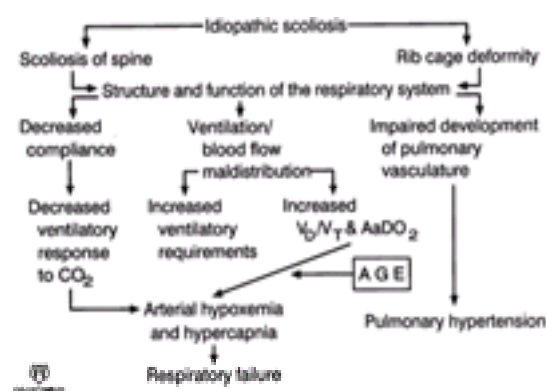 Idiopathic scoliosis
Scoliosis of spine
Rib cage deformity
Structure and function of the respiratory system
Decreased
compliance
Ventilation/
blood flow
maldistribution
Impaired development
of pulmonary
vasculature
Decreased
ventilatory
response
to CO2
Increased
ventilatory
requirements
Increased
VD/VT & AaDO2
AGE
Arterial hypoxemia
and hypercapnia
Pulmonary hypertension
Respiratory failure